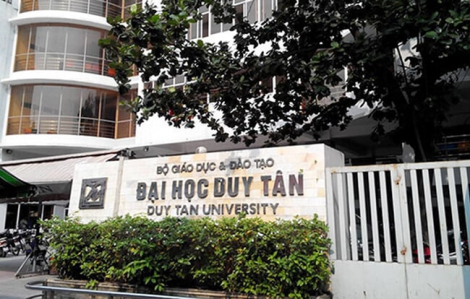 BỘ GIÁO DỤC & ĐÀO TẠO
ĐẠI HỌC DUY TÂN
DUY TAN UNIVERSITY